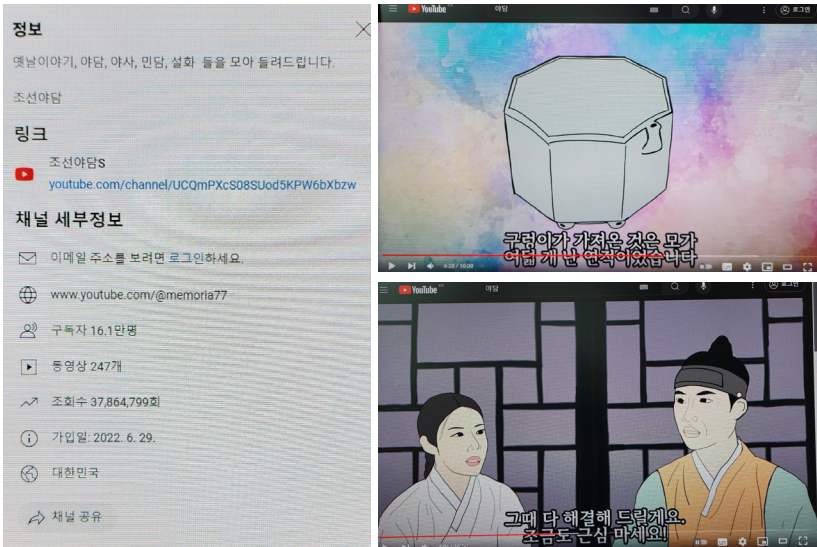 정보
옛날이야기, 야담, 야사, 민담, 설화 들을 모아 들려드립니다.
조선야담
링크
조선야담S
youtube.com/channel/UCQmPXcS08SUod5KPW6bXbzw
채널 세부정보
이메일 주소를 보려면 로그인하세요.
www.youtube.com/@memoria77
구독자 16.1만명
동영상 247개
조회수 37,864,799회
가입일: 2022. 6. 29.
대한민국
채널 공유
YouTube
야담
로그인
구렁이가 가져온 것은 모가
여덟 개 난 연적이었습니다
YouTube
야담
로그인
그때 다 해결해 드릴게요.
조금도 근심 마세요!